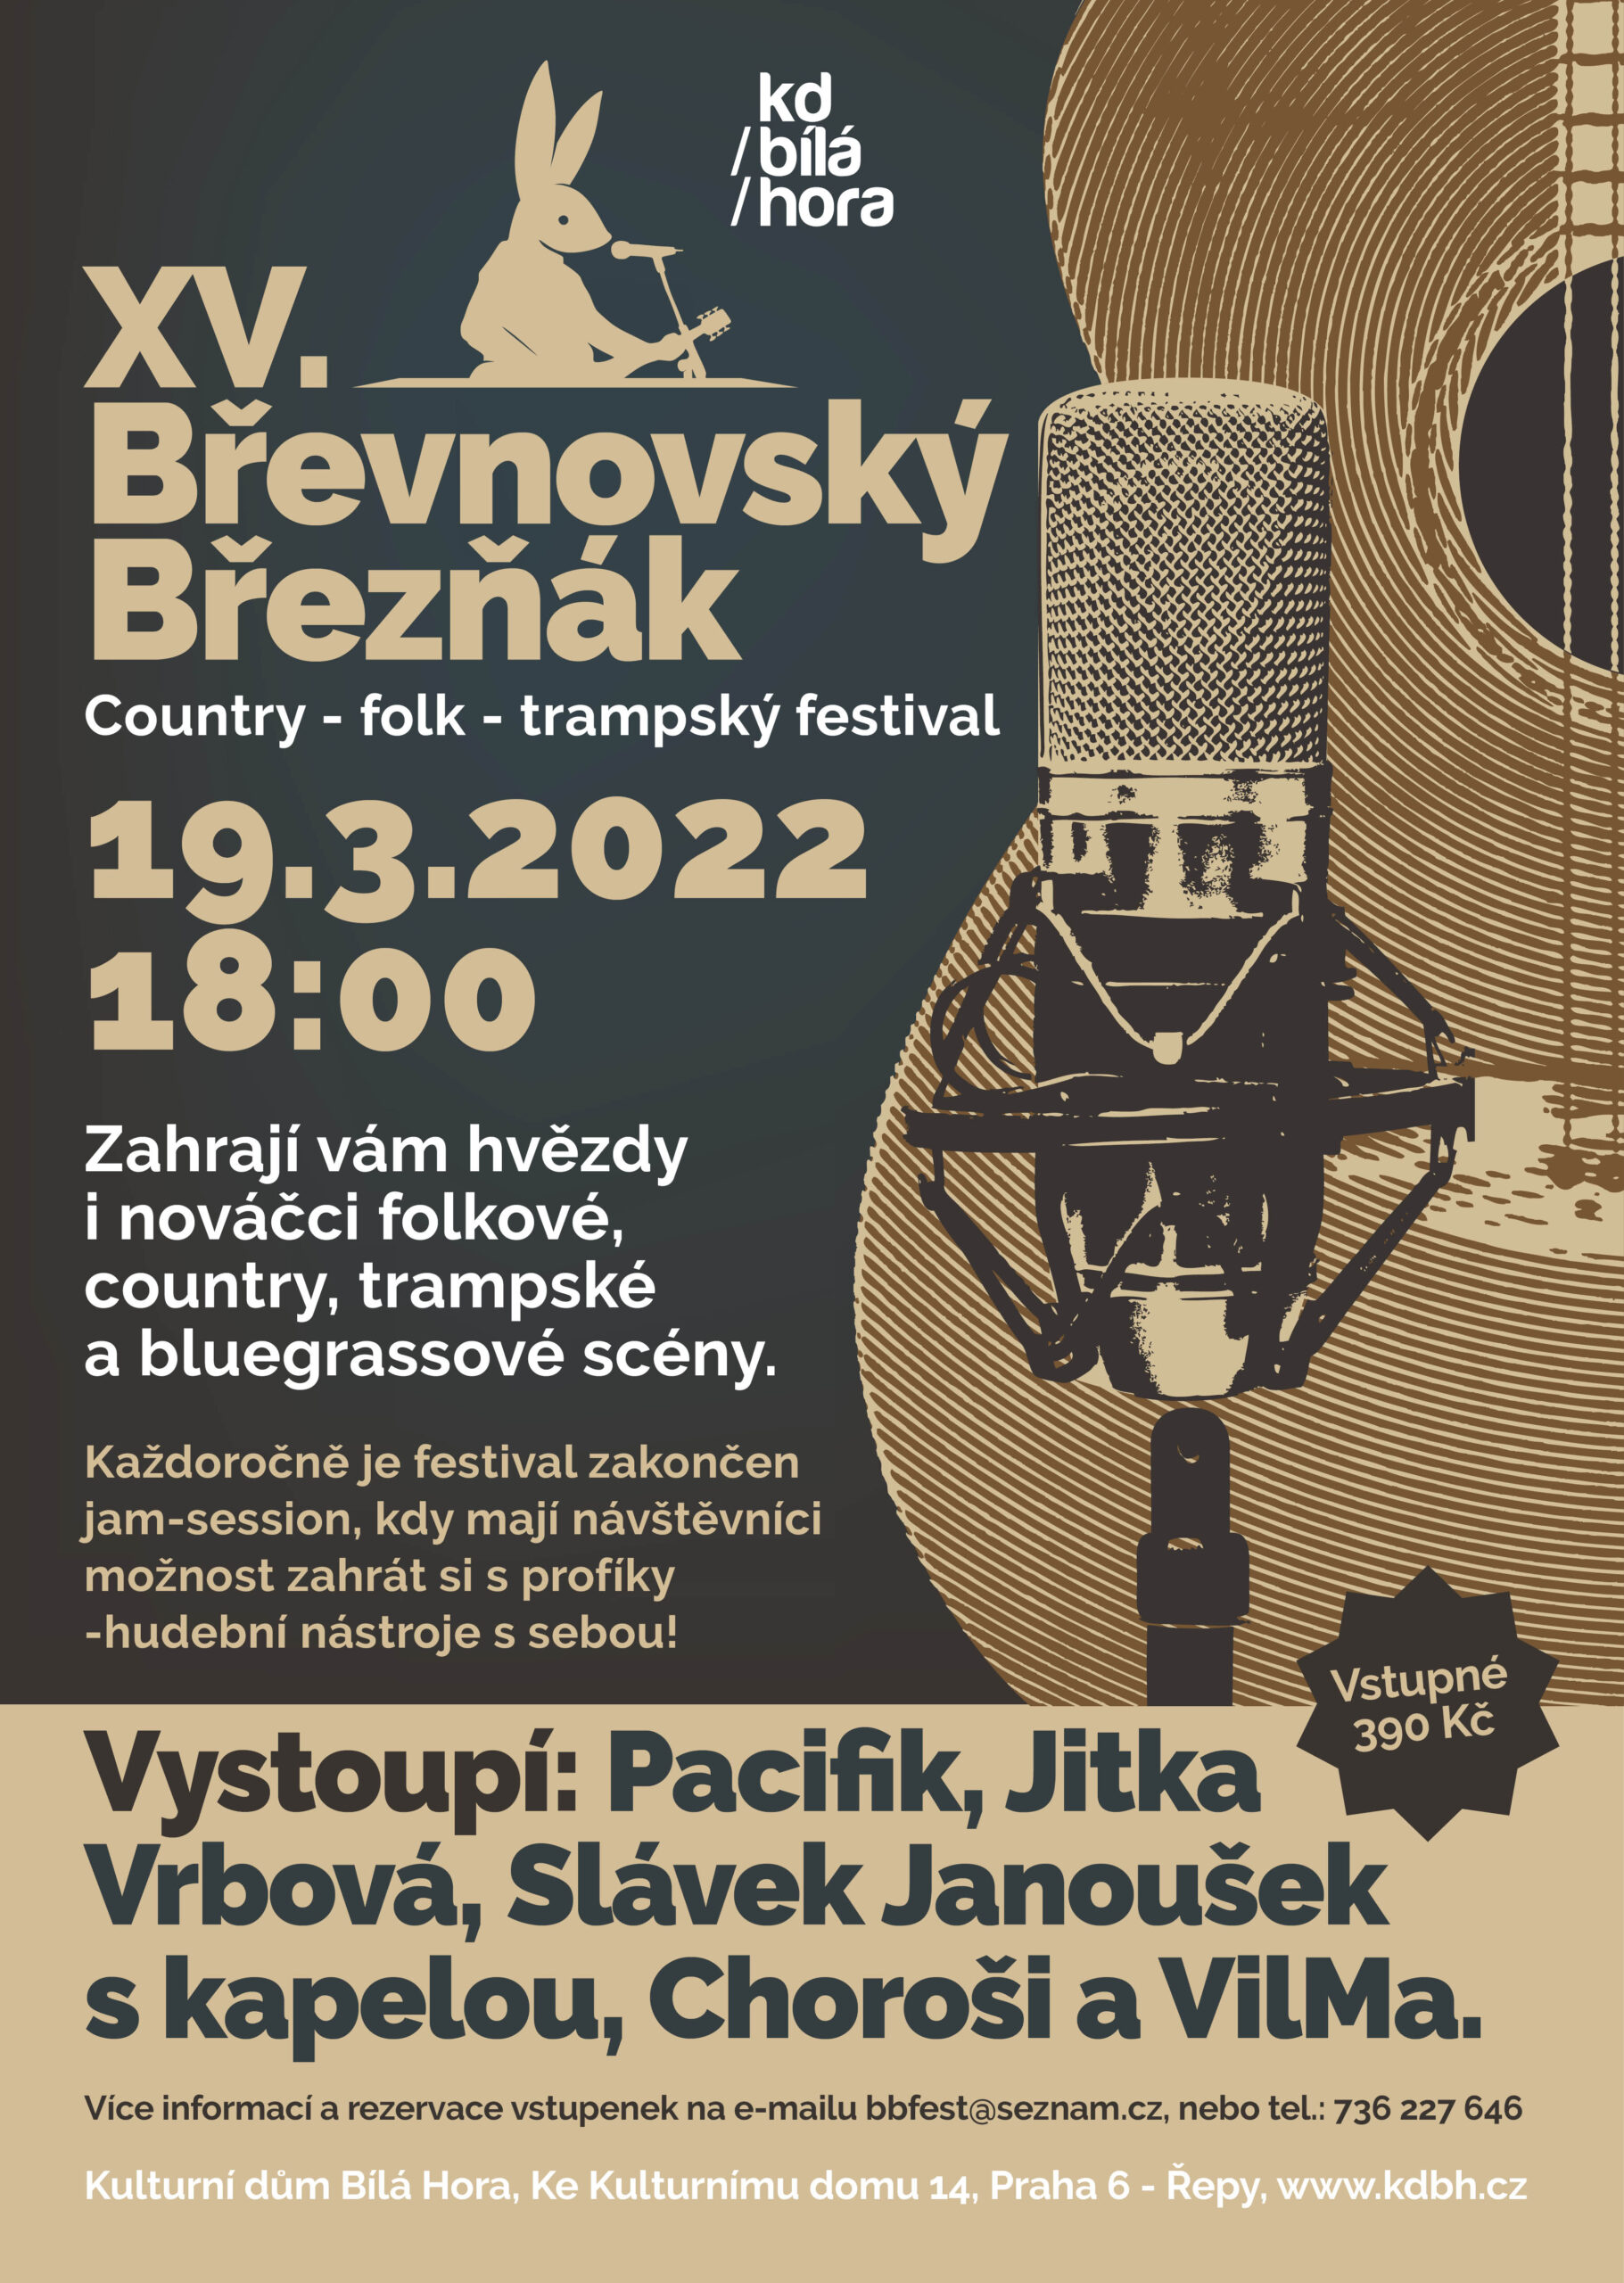 kd
/bílá
/hora
XV.
Břevnovský
Březňák
Country - folk - trampský festival
19.3.2022
18:00
Zahrají vám hvězdy
i nováčci folkové,
country, trampské
a bluegrassové scény.
Každoročně je festival zakončen
jam-session, kdy mají návštěvníci
možnost zahrát si s profíky
-hudební nástroje s sebou!
Vstupné
390 Kč
Vystoupí: Pacifik, Jitka
Vrbová, Slávek Janoušek
s kapelou, Choroši a VilMa.
Více informací a rezervace vstupenek na e-mailu bbfest@seznam.cz, nebo tel.: 736 227 646
Kulturní dům Bílá Hora, Ke Kulturnímu domu 14, Praha 6 - Řepy, www.kdbh.cz